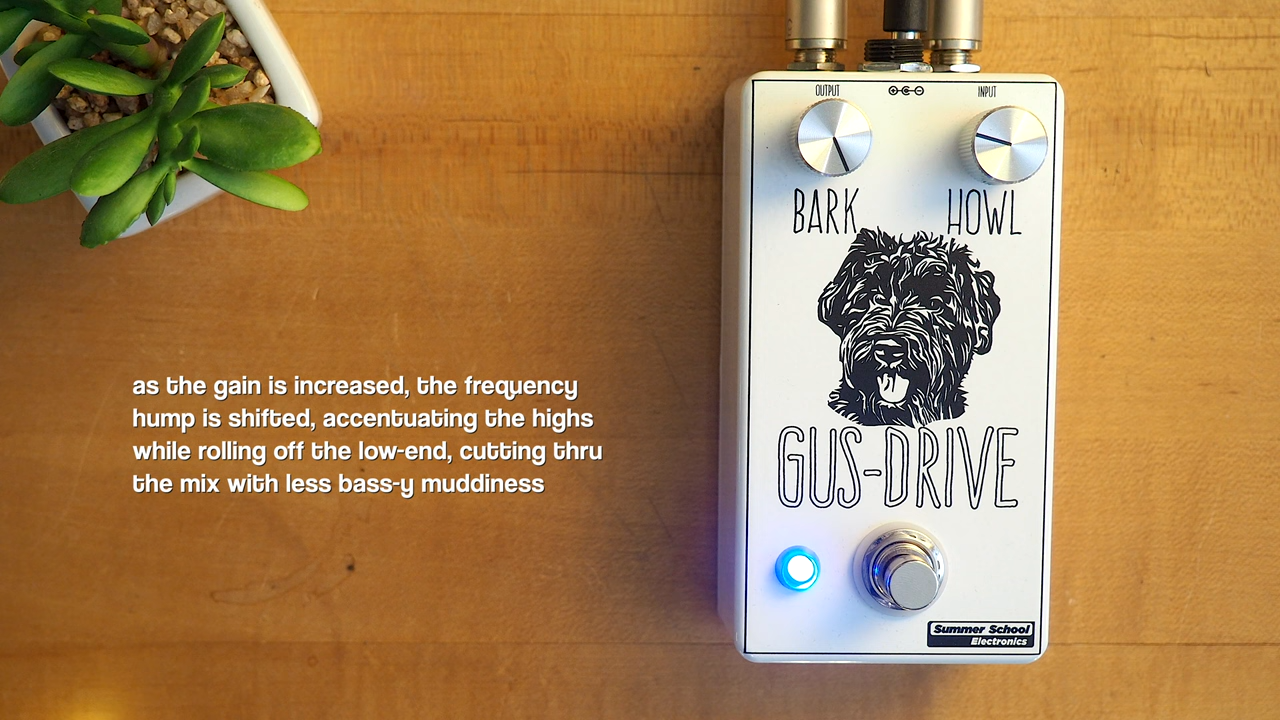 OUTPUT
INPUT
BARK
HOWL
as the gain is increased, the frequency
hump is shifted, accentuating the highs
while rolling off the low-end, cutting thru
the mix with less bass-y muddiness
GUS-DRIVE
Summer School
Electronics